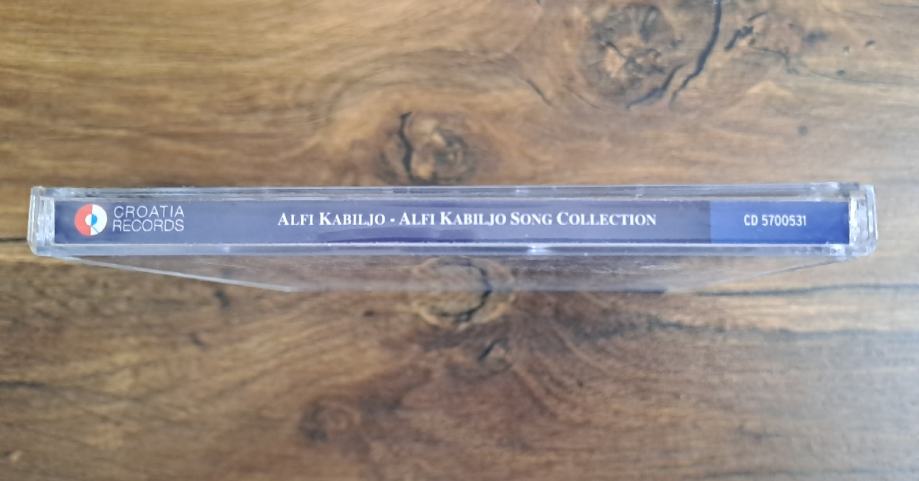 CROATIA
RECORDS
ALFI KABILJO - ALFI KABILJO SONG COLLECTION
CD 5700531